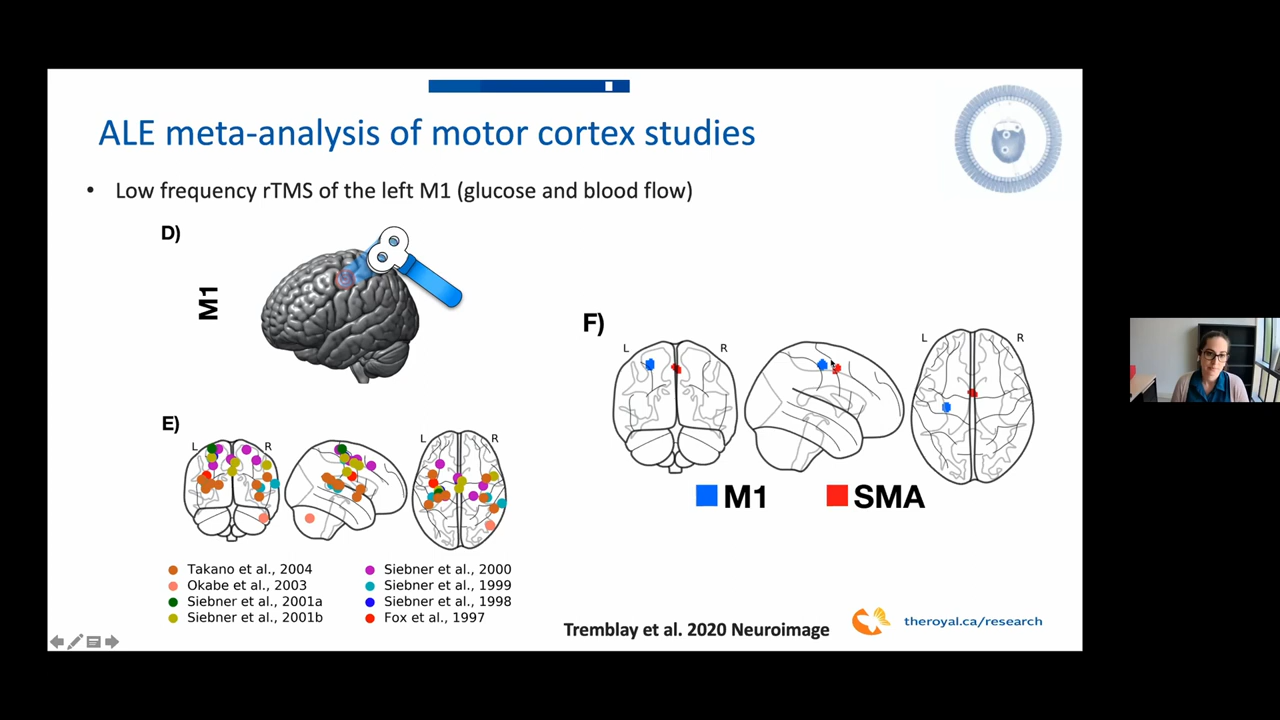 ALE meta-analysis of motor cortex studies
• Low frequency rTMS of the left M1 (glucose and blood flow)
D)
M1
E)
L R
L R
Takano et al., 2004
Okabe et al., 2003
Siebner et al., 2001a
Siebner et al., 2001b
Siebner et al., 2000
Siebner et al., 1999
Siebner et al., 1998
Fox et al., 1997
F)
L R
L R
M1 SMA
Tremblay et al. 2020 Neuroimage
theroyal.ca/research